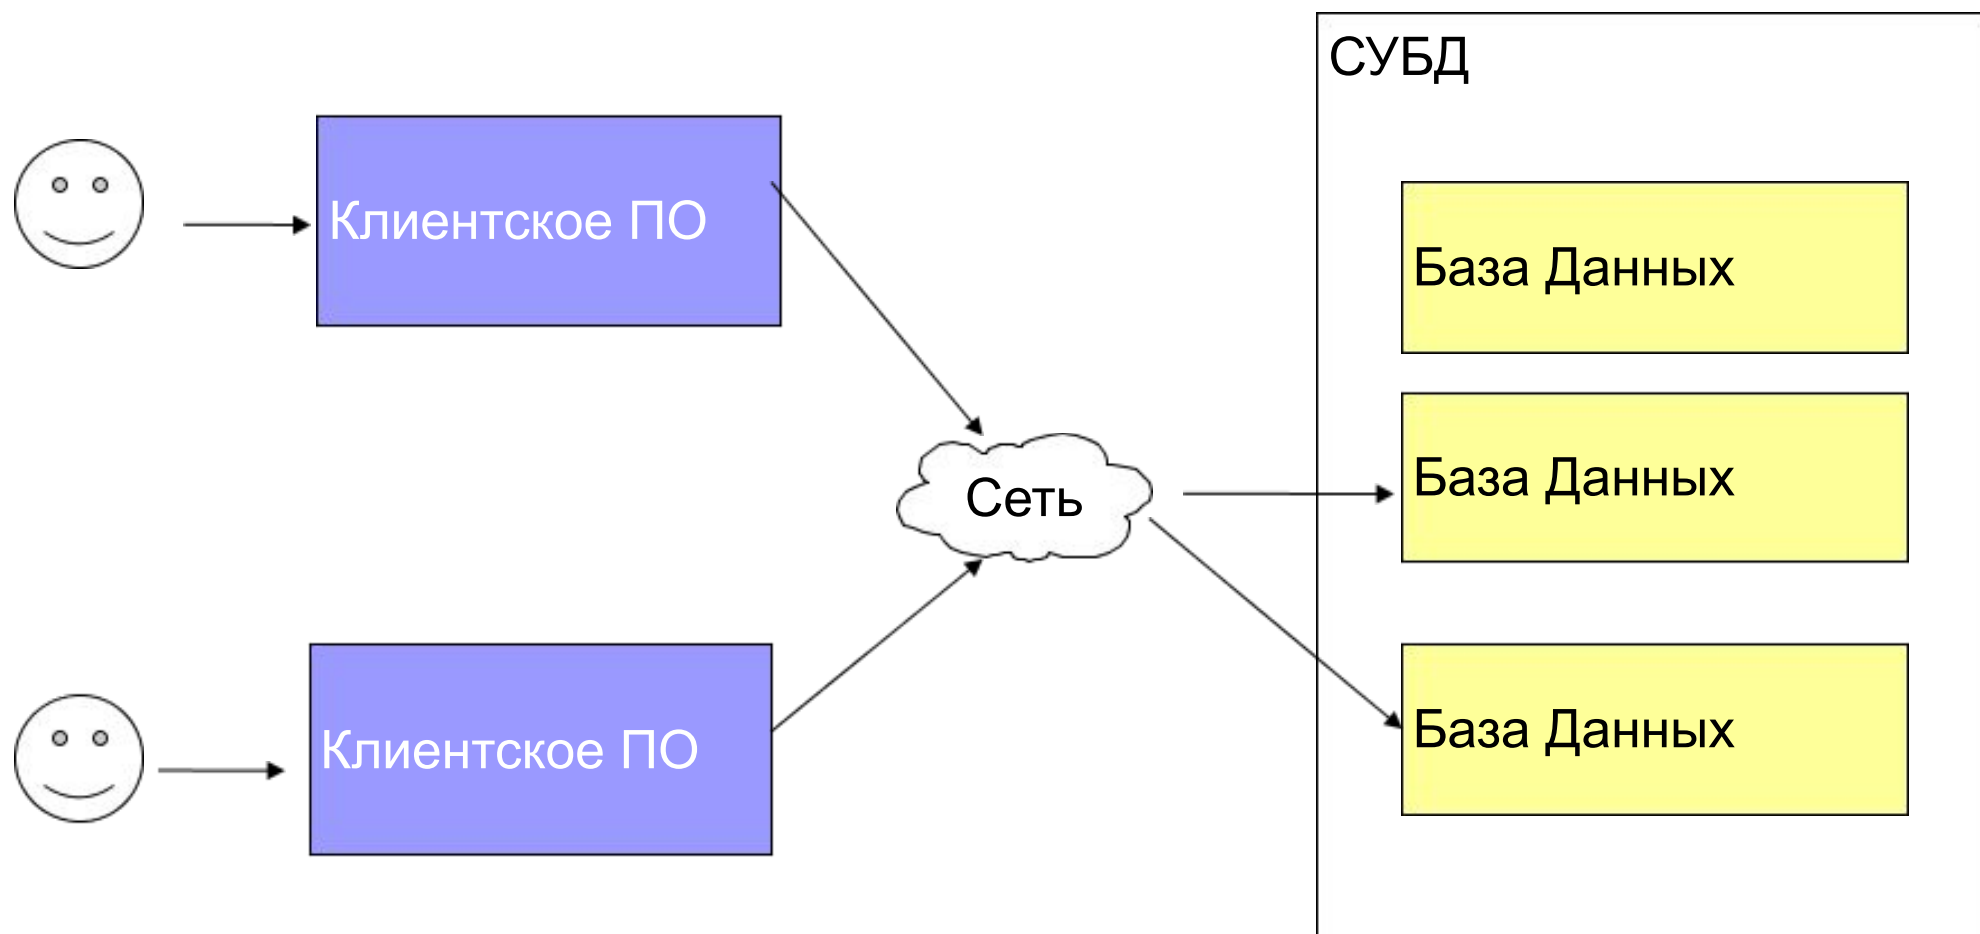 СУБД
Клиентское ПО
База Данных
База Данных
Сеть
Клиентское ПО
База Данных